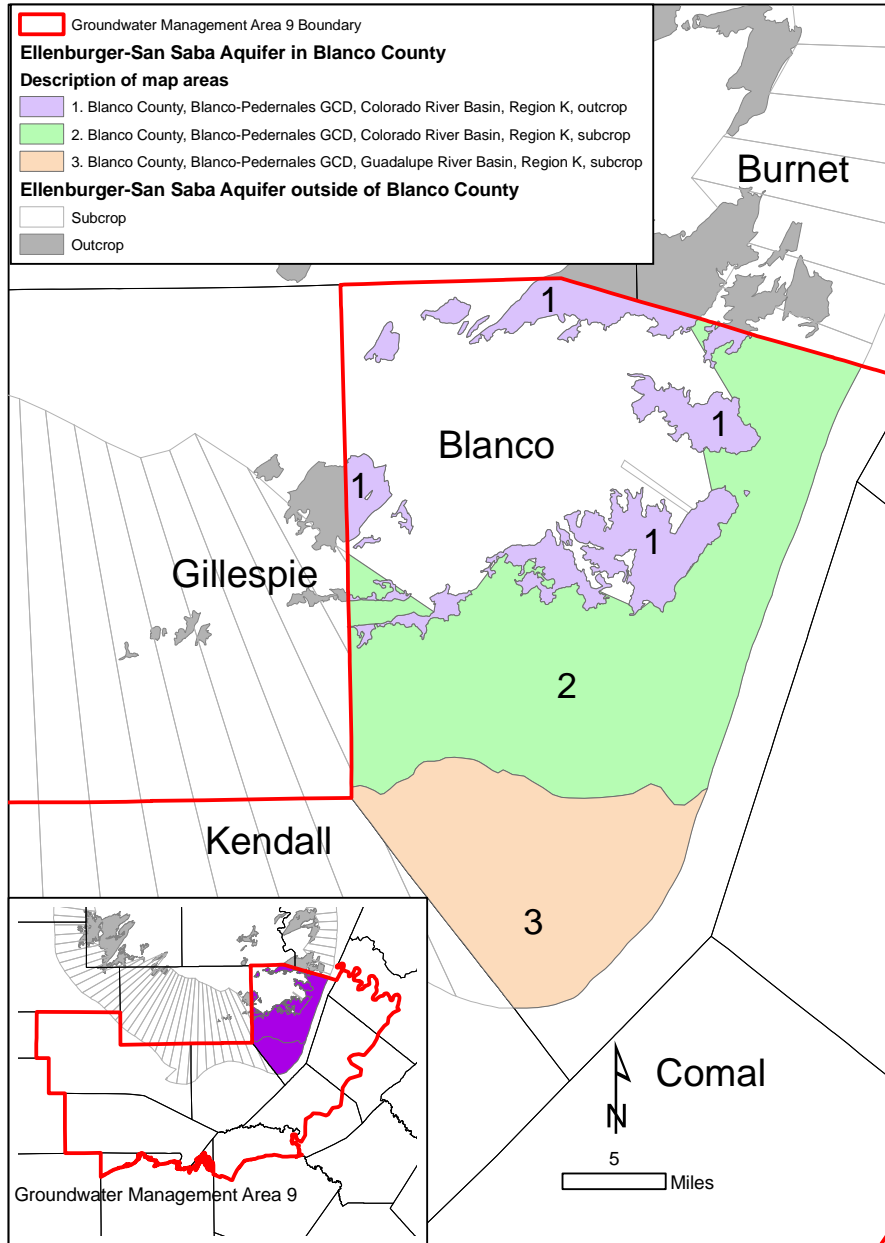 Groundwater Management Area 9 Boundary
Ellenburger-San Saba Aquifer in Blanco County
Description of map areas
1. Blanco County, Blanco-Pedernales GCD, Colorado River Basin, Region K, outcrop
2. Blanco County, Blanco-Pedernales GCD, Colorado River Basin, Region K, subcrop
3. Blanco County, Blanco-Pedernales GCD, Guadalupe River Basin, Region K, subcrop
Ellenburger-San Saba Aquifer outside of Blanco County
Subcrop
Outcrop
Burnet
1
1
Blanco
1
1
Gillespie
2
Kendall
3
Comal
N
5
Miles
Groundwater Management Area 9